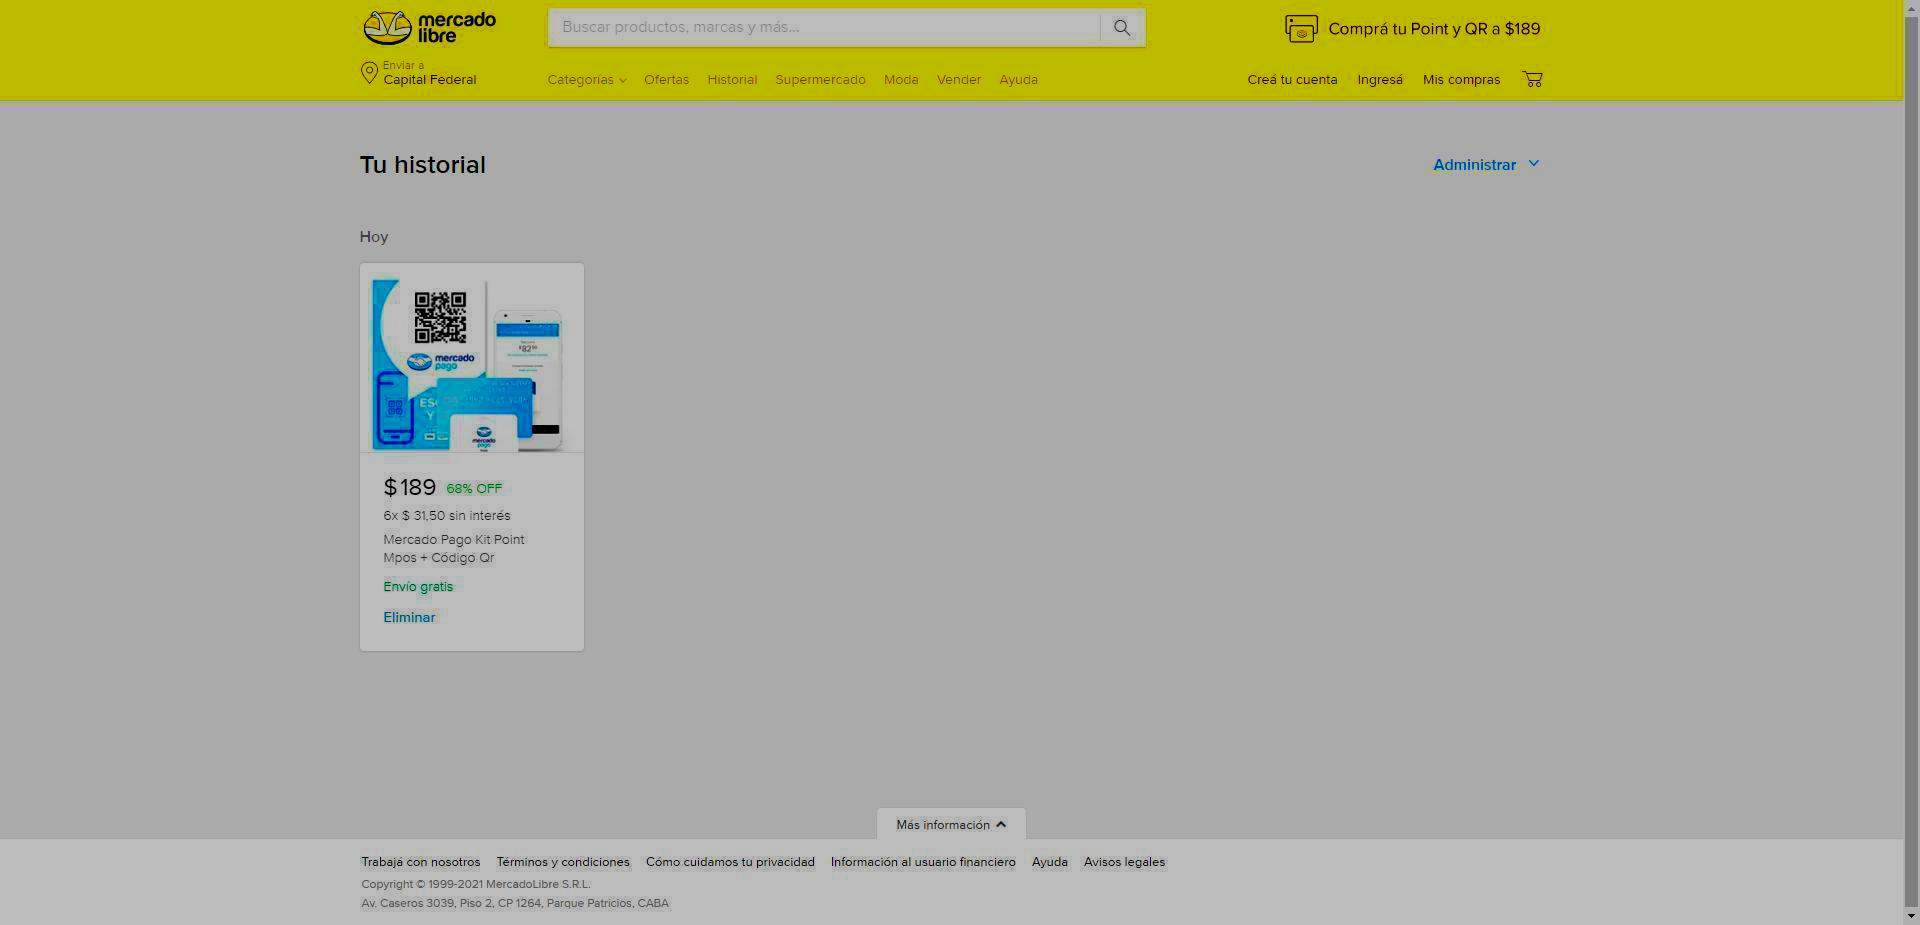 mercado
libre
Buscar productos, marcas y más...
Comprá tu Point y QR a $189
Enviar a
Capital Federal
Categorías
Ofertas
Historial
Supermercado
Moda
Vender
Ayuda
Creá tu cuenta
Ingresá
Mis compras
Tu historial
Administrar
Hoy
mercado
pago
mercado
pago
$ 189 68% OFF
6x $ 31,50 sin interés
Mercado Pago Kit Point
Mpos + Código Qr
Envío gratis
Eliminar
Más información
Trabajá con nosotros
Términos y condiciones
Cómo cuidamos tu privacidad
Información al usuario financiero
Ayuda
Avisos legales
Copyright © 1999-2021 MercadoLibre S.R.L.
Av. Caseros 3039, Piso 2, CP 1264, Parque Patricios, CABA